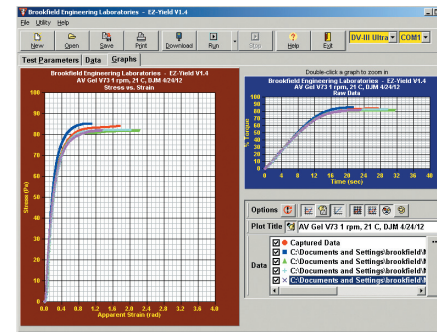 Brookfield Engineering Laboratories - EZ-Yield V1.4
File Utility Help
New Open Save Print Download Run Stop Help Exit DV-III Ultra COM1
Test Parameters Data Graphs
Brookfield Engineering Laboratories - EZ-Yield V1.4
AV Gel V73 1 rpm, 21 C, DJM 4/24/12
Stress vs. Strain
100
90
80
70
60
50
40
30
20
10
0
Stress (Pa)
0.0 0.4 0.8 1.2 1.6 2.0 2.4 2.8 3.2 3.6 4.0
Apparent Strain (rad)
Double-click a graph to zoom in
Brookfield Engineering Laboratories - EZ-Yield V1.4
AV Gel V73 1 rpm, 21 C, DJM 4/24/12
Raw Data
100
90
80
70
60
50
40
30
20
10
0
% Torque
0 4 8 12 16 20 24 28 32 36 40
Time (sec)
Options
Plot Title AV Gel V73 1 rpm, 21 C, DJM 4/24/12
Data
Captured Data
C:\Documents and Settings\brookfield\
C:\Documents and Settings\brookfield\
C:\Documents and Settings\brookfield\
C:\Documents and Settings\brookfield\